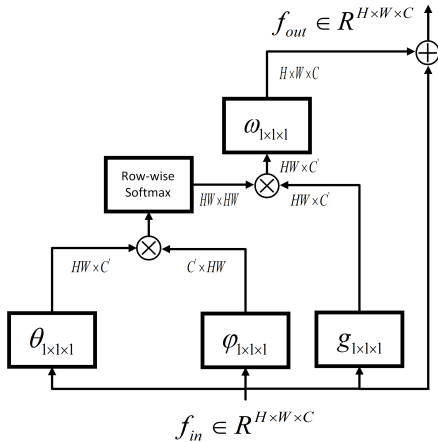 f_out ∈ R^{H×W×C}
H×W×C
ω_{1×1×1}
HW×C'
Row-wise
Softmax
HW×HW
HW×C'
HW×C'
C'×HW
θ_{1×1×1}
φ_{1×1×1}
g_{1×1×1}
f_in ∈ R^{H×W×C}